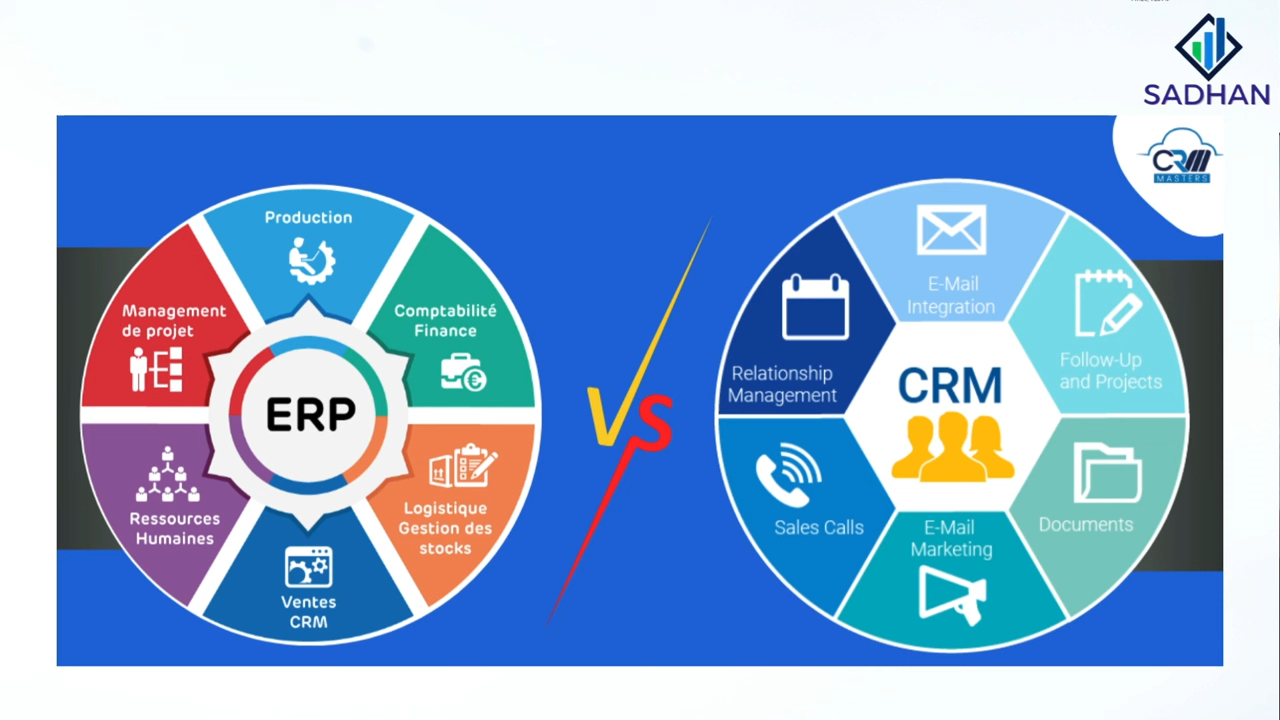 SADHAN
CRM
MASTERS
Production
Management
de projet
Comptabilité
Finance
ERP
Ressources
Humaines
Logistique
Gestion des
stocks
Ventes
CRM
VS
E-Mail
Integration
Relationship
Management
Follow-Up
and Projects
CRM
Sales Calls
Documents
E-Mail
Marketing